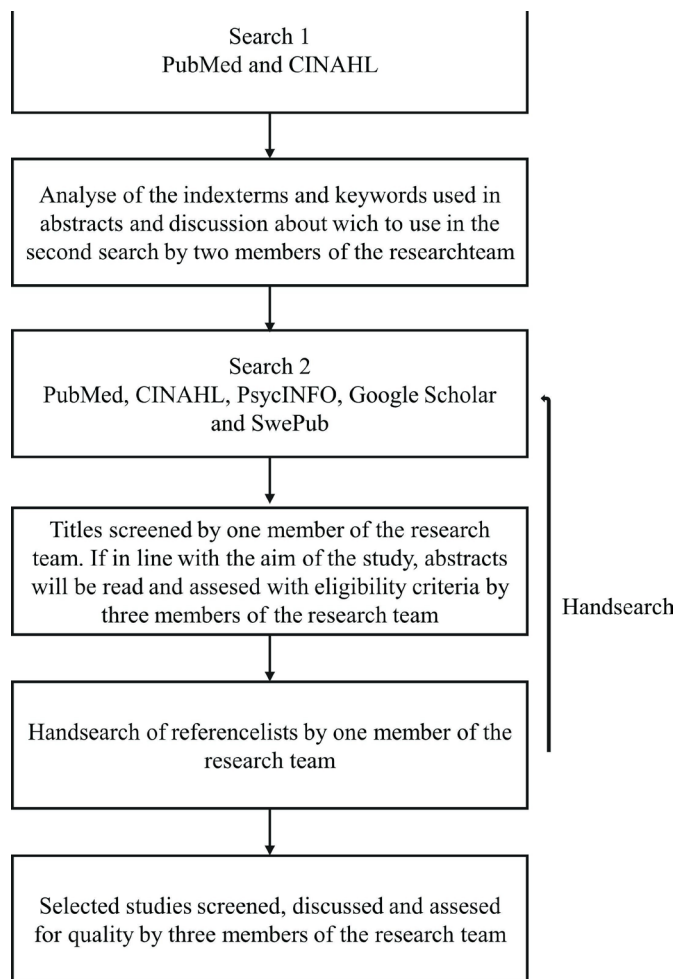 Search 1
PubMed and CINAHL
Analyse of the indexterms and keywords used in
abstracts and discussion about wich to use in the
second search by two members of the researchteam
Search 2
PubMed, CINAHL, PsycINFO, Google Scholar
and SwePub
Titles screened by one member of the research
team. If in line with the aim of the study, abstracts
will be read and assesed with eligibility criteria by
three members of the research team
Handsearch
Handsearch of referencelists by one member of the
research team
Selected studies screened, discussed and assesed
for quality by three members of the research team